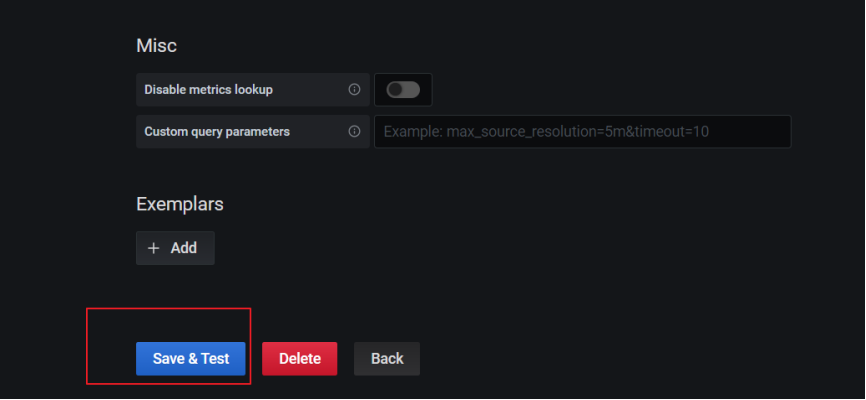 Misc
Disable metrics lookup
Custom query parameters Example: max_source_resolution=5m&timeout=10
Exemplars
+ Add
Save & Test Delete Back